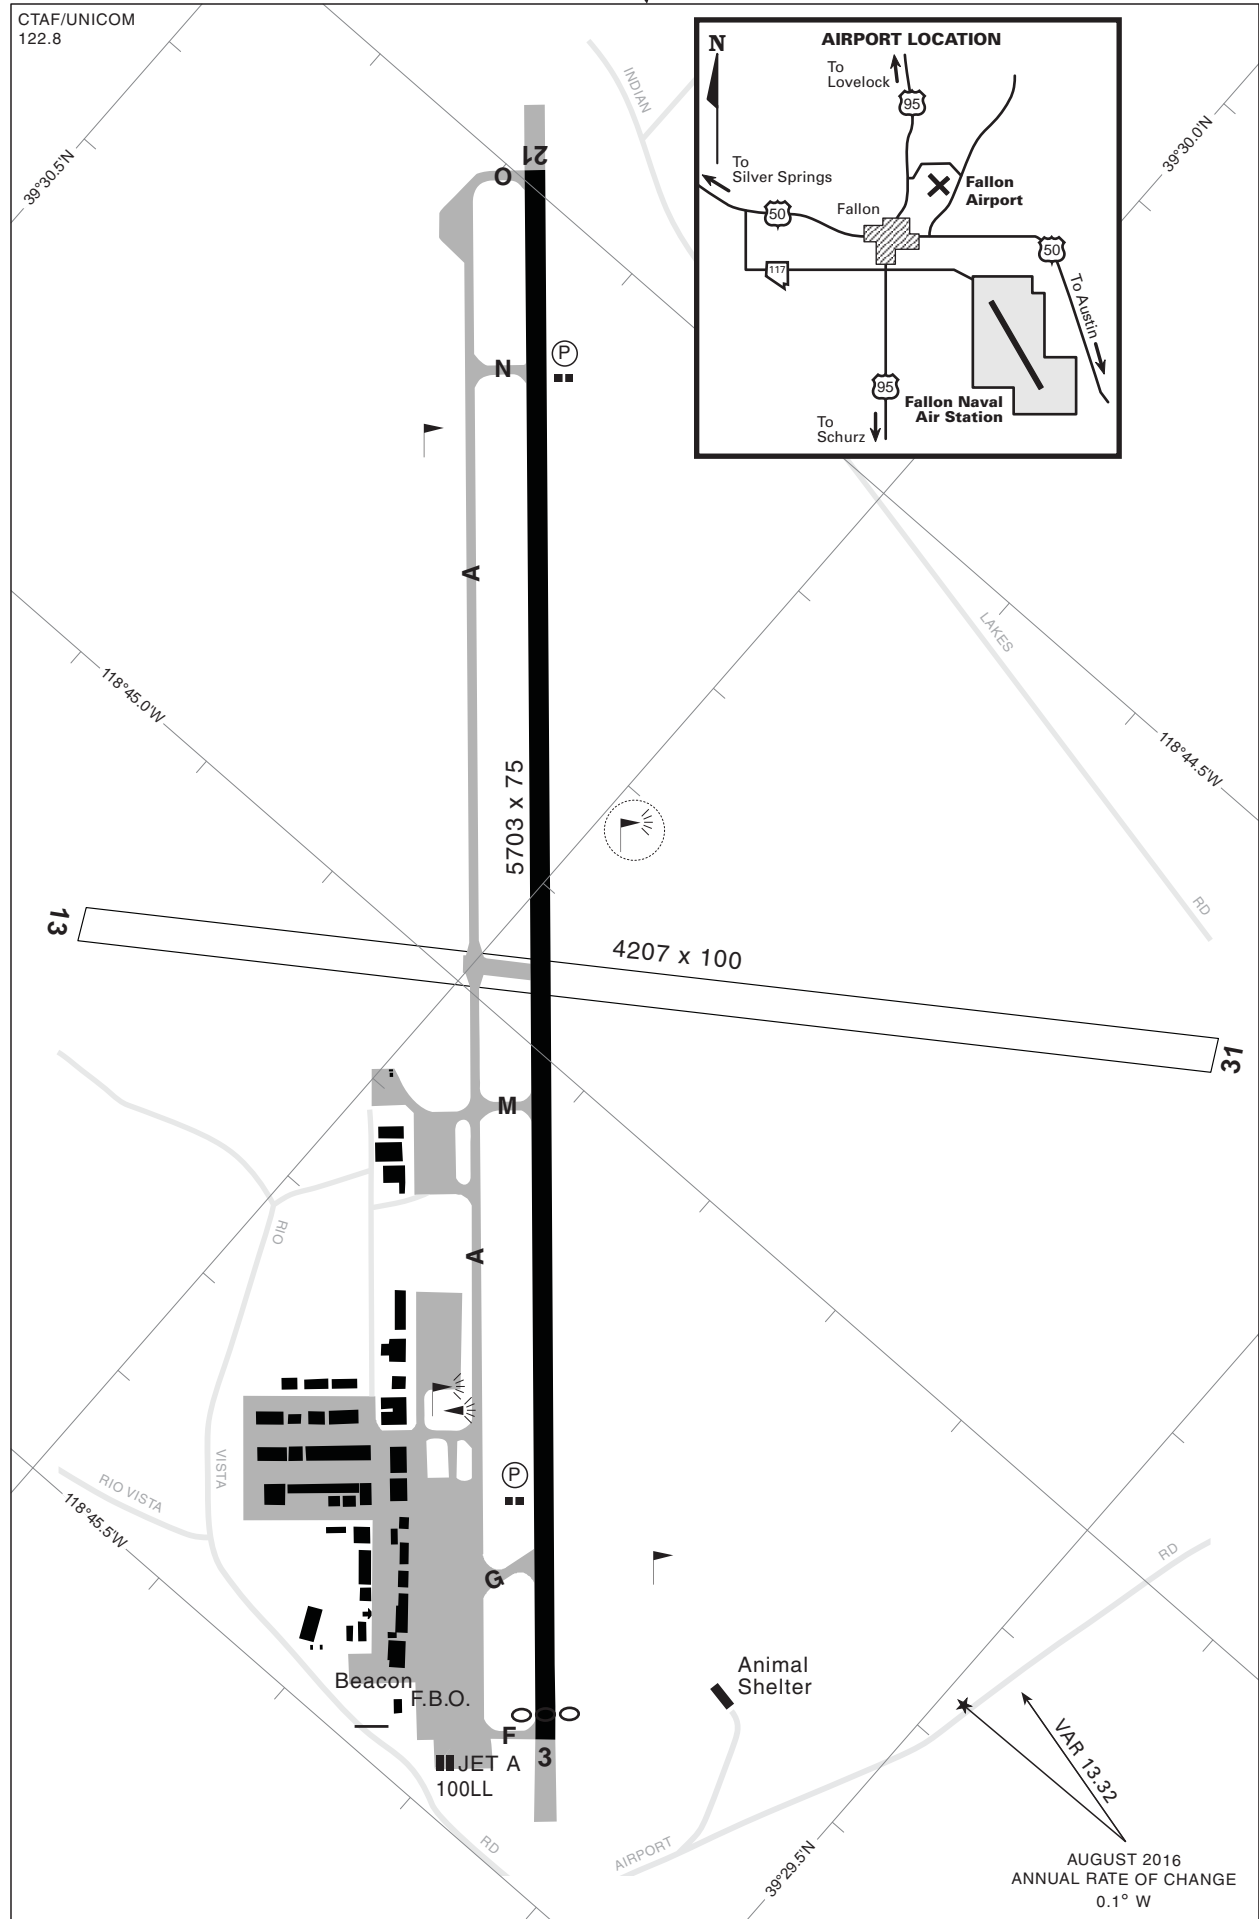 CTAF/UNICOM
122.8
N
AIRPORT LOCATION
To
Lovelock
95
To
Silver Springs
50
Fallon
Fallon
Airport
50
117
To Austin
95
Fallon Naval
Air Station
To
Schurz
INDIAN
39°30.5'N
39°30.0'N
21
O
N
P
A
LAKES
118°45.0'W
118°44.5'W
5703 x 75
RD
13
4207 x 100
31
M
RIO
A
VISTA
P
RIO VISTA
118°45.5'W
RD
G
Animal
Shelter
Beacon
F.B.O.
F
3
VAR 13.32
JET A
100LL
RD
AIRPORT
39°29.5'N
AUGUST 2016
ANNUAL RATE OF CHANGE
0.1° W